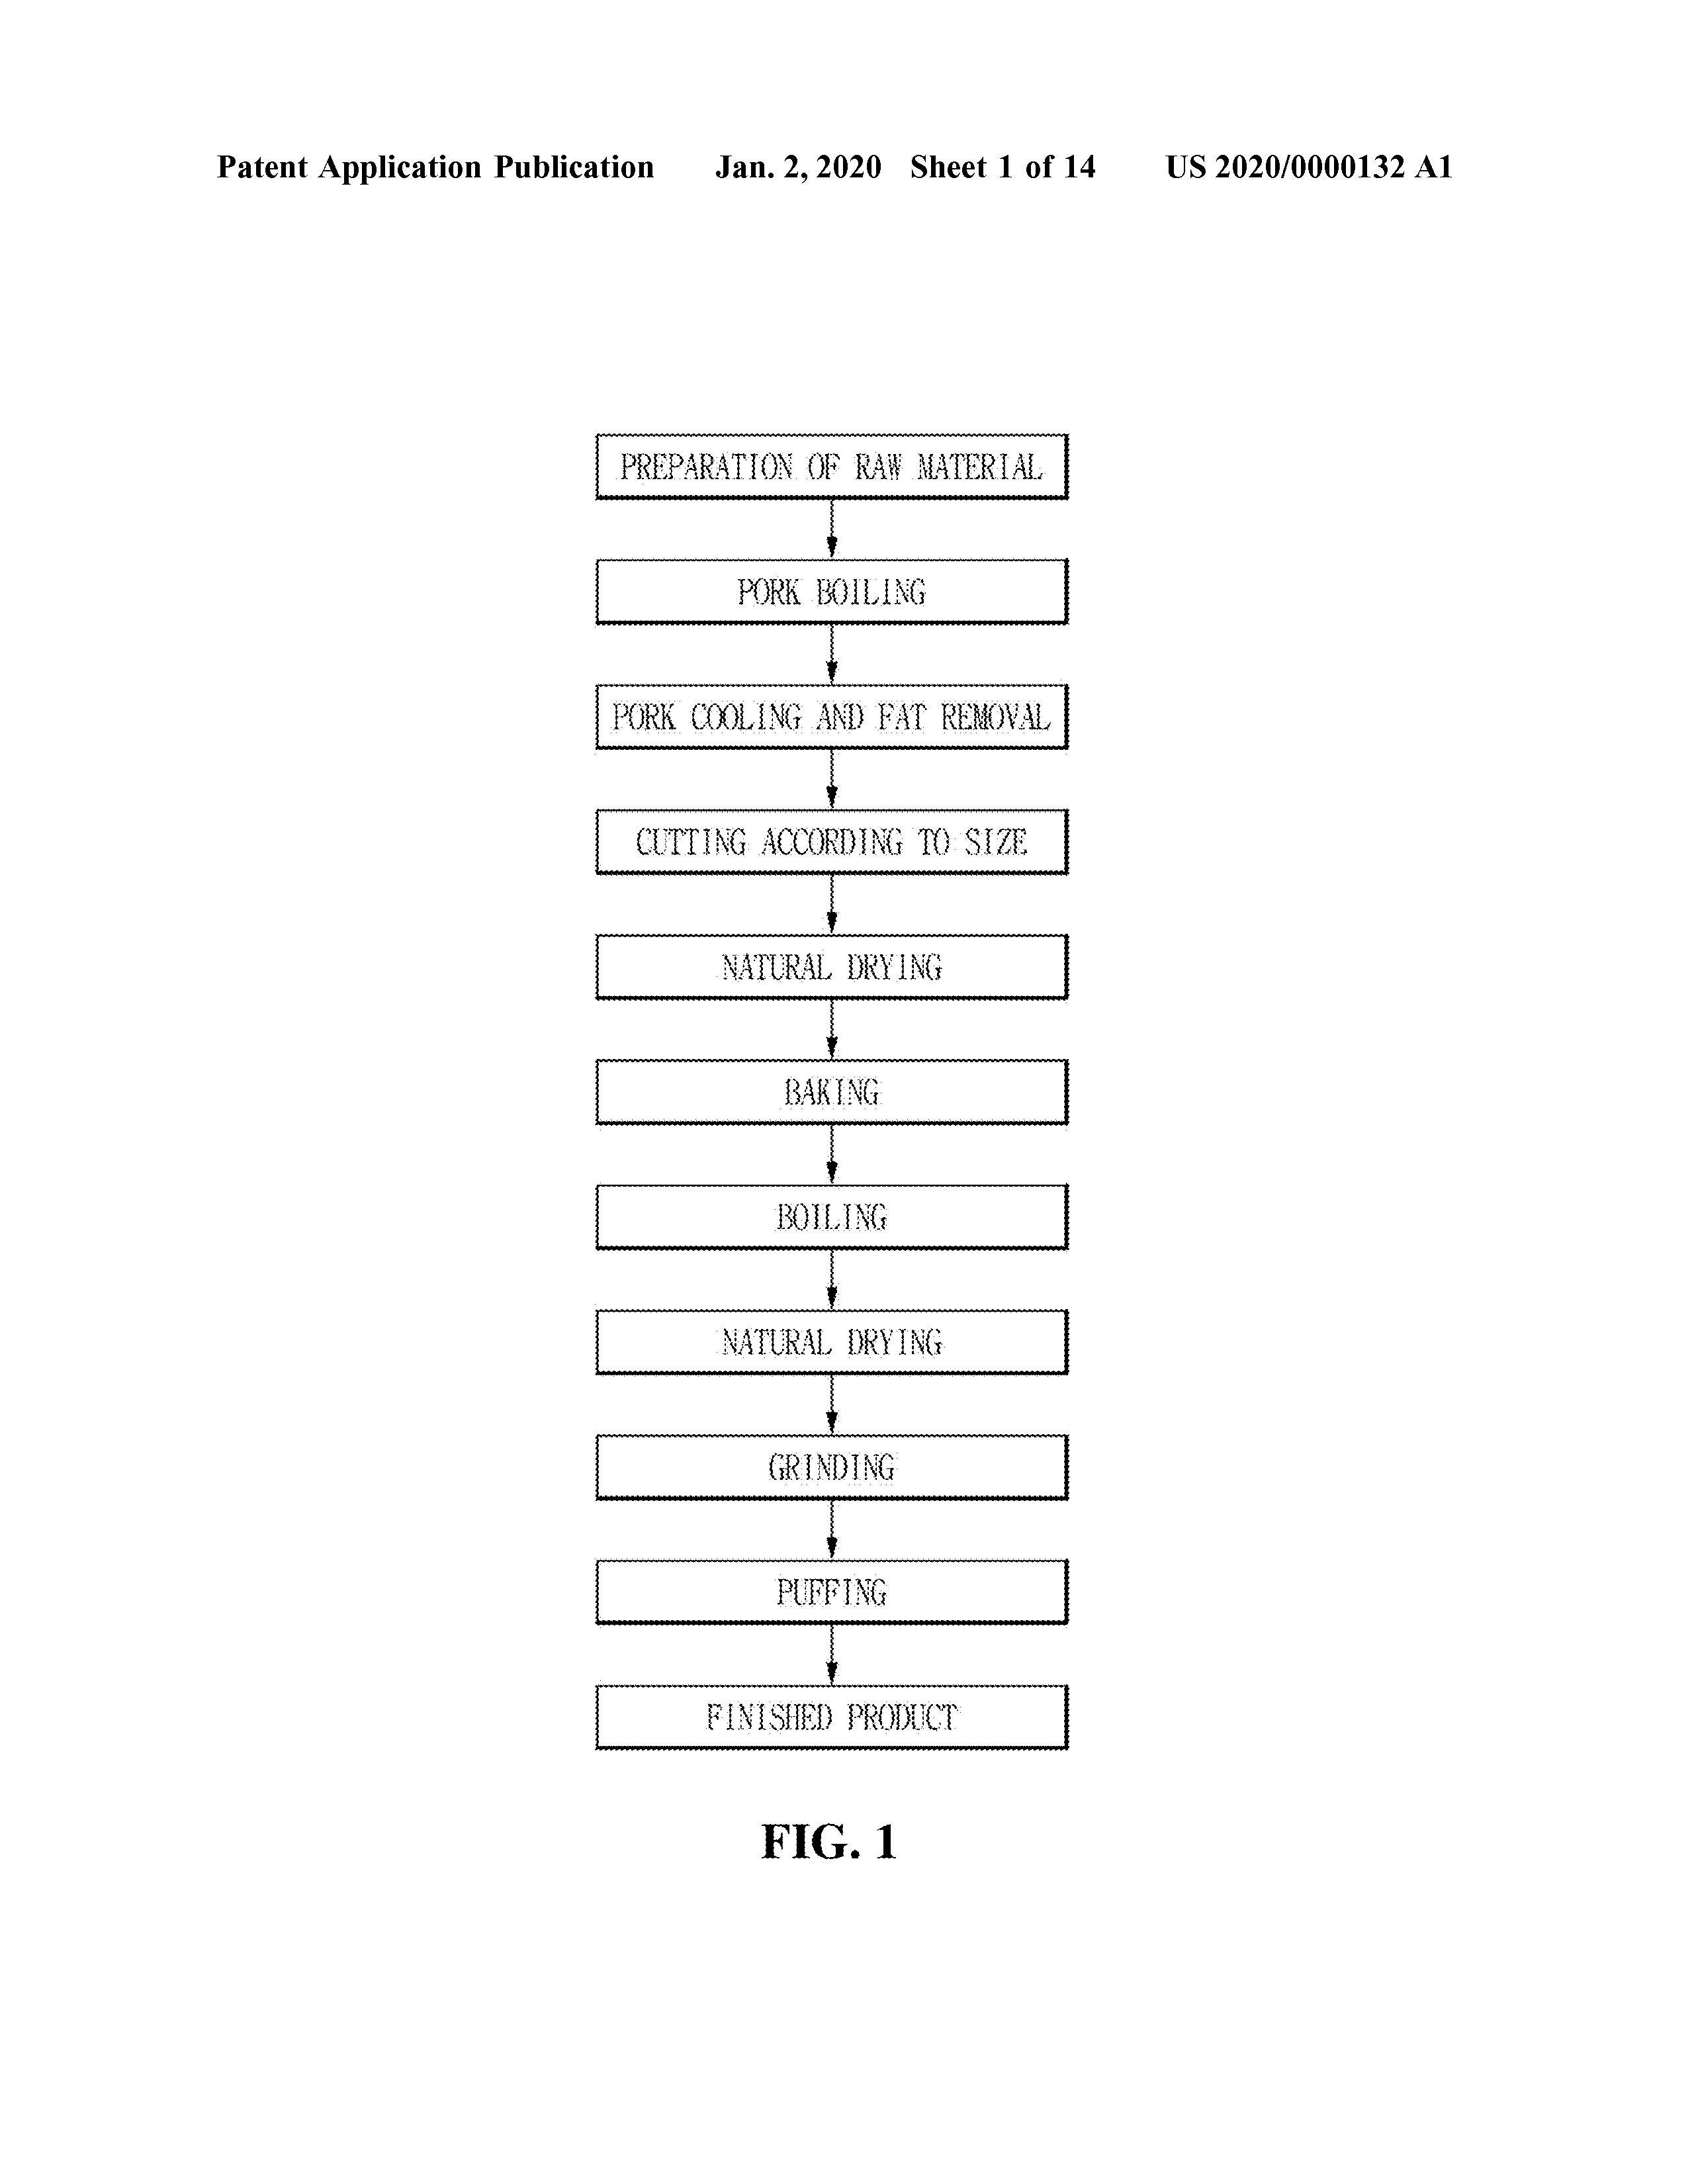 Patent Application Publication Jan. 2, 2020 Sheet 1 of 14 US 2020/0000132 A1
PREPARATION OF RAW MATERIAL
PORK BOILING
PORK COOLING AND FAT REMOVAL
CUTTING ACCORDING TO SIZE
NATURAL DRYING
BAKING
BOILING
NATURAL DRYING
GRINDING
PUFFING
FINISHED PRODUCT
FIG. 1